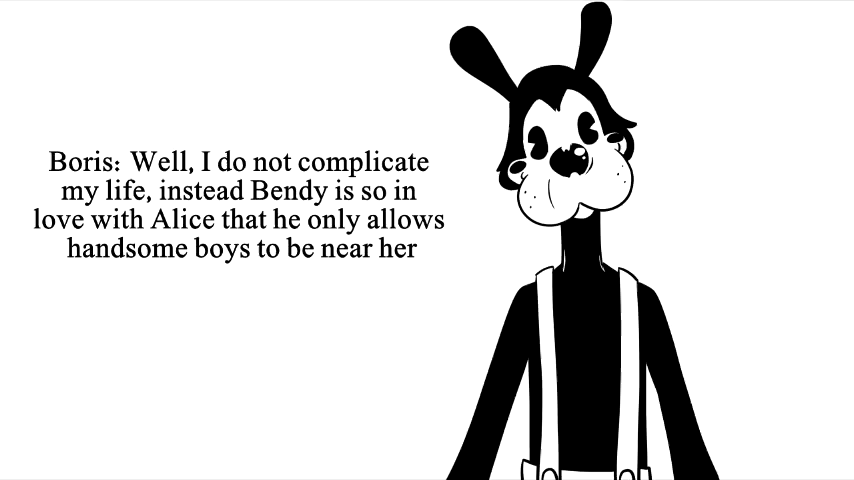 Boris: Well, I do not complicate
my life, instead Bendy is so in
love with Alice that he only allows
handsome boys to be near her